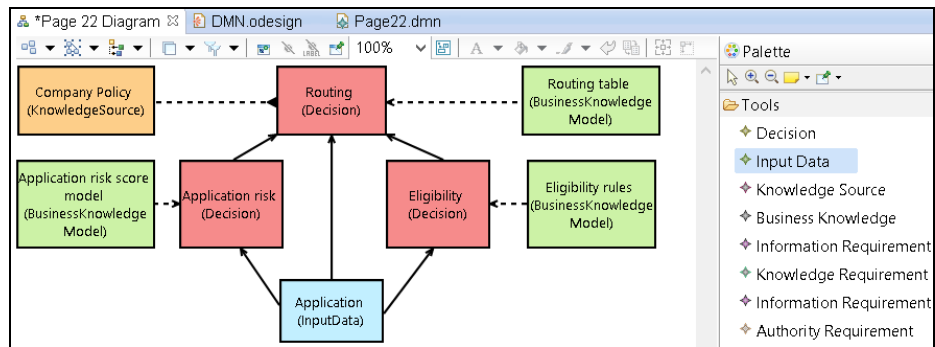 *Page 22 Diagram
DMN.odesign
Page22.dmn
LABEL
100%
A
Palette
Tools
Decision
Input Data
Knowledge Source
Business Knowledge
Information Requirement
Knowledge Requirement
Information Requirement
Authority Requirement
Company Policy
(KnowledgeSource)
Routing
(Decision)
Routing table
(BusinessKnowledge
Model)
Application risk score
model
(BusinessKnowledge
Model)
Application risk
(Decision)
Eligibility
(Decision)
Eligibility rules
(BusinessKnowledge
Model)
Application
(InputData)